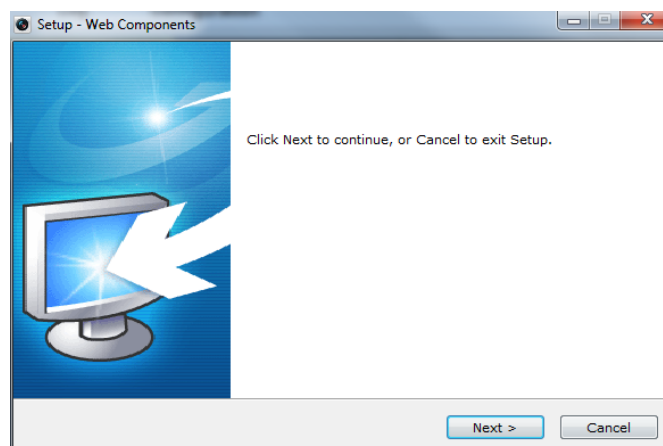 Setup - Web Components
Click Next to continue, or Cancel to exit Setup.
Next >
Cancel